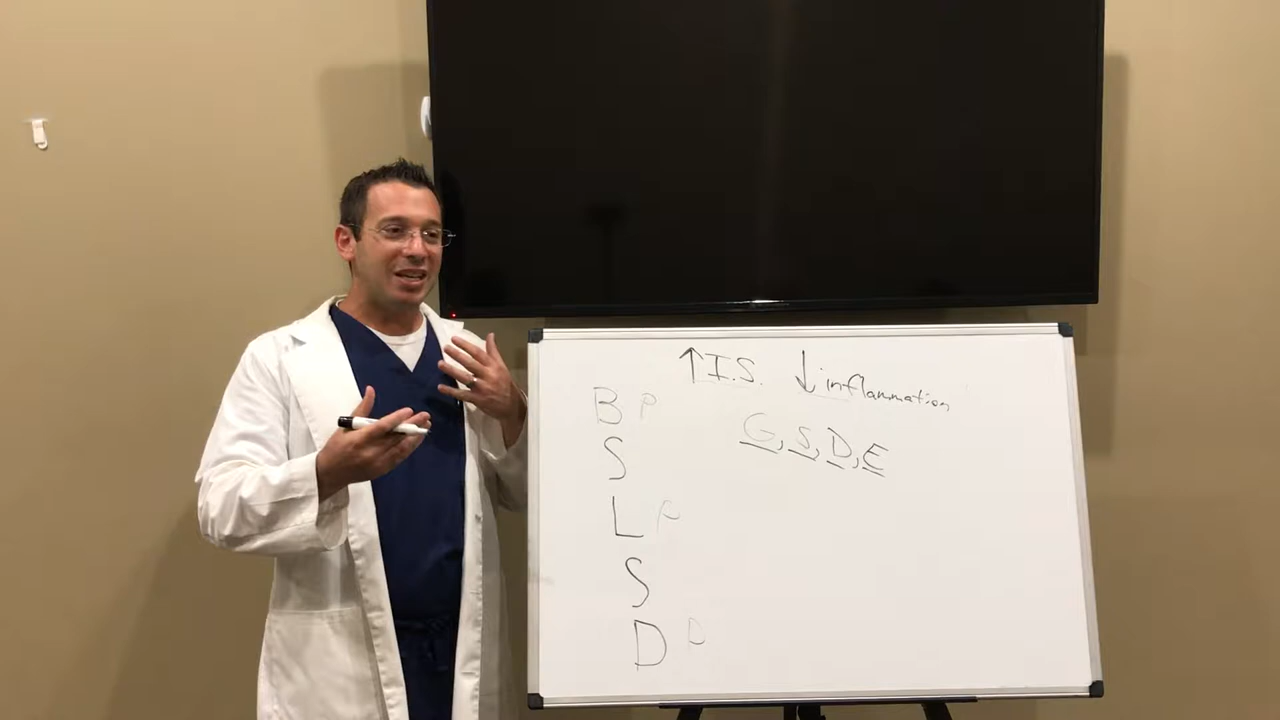 ↑I.S. ↓inflammation
B P
G, S, D, E
S
L P
S
D D